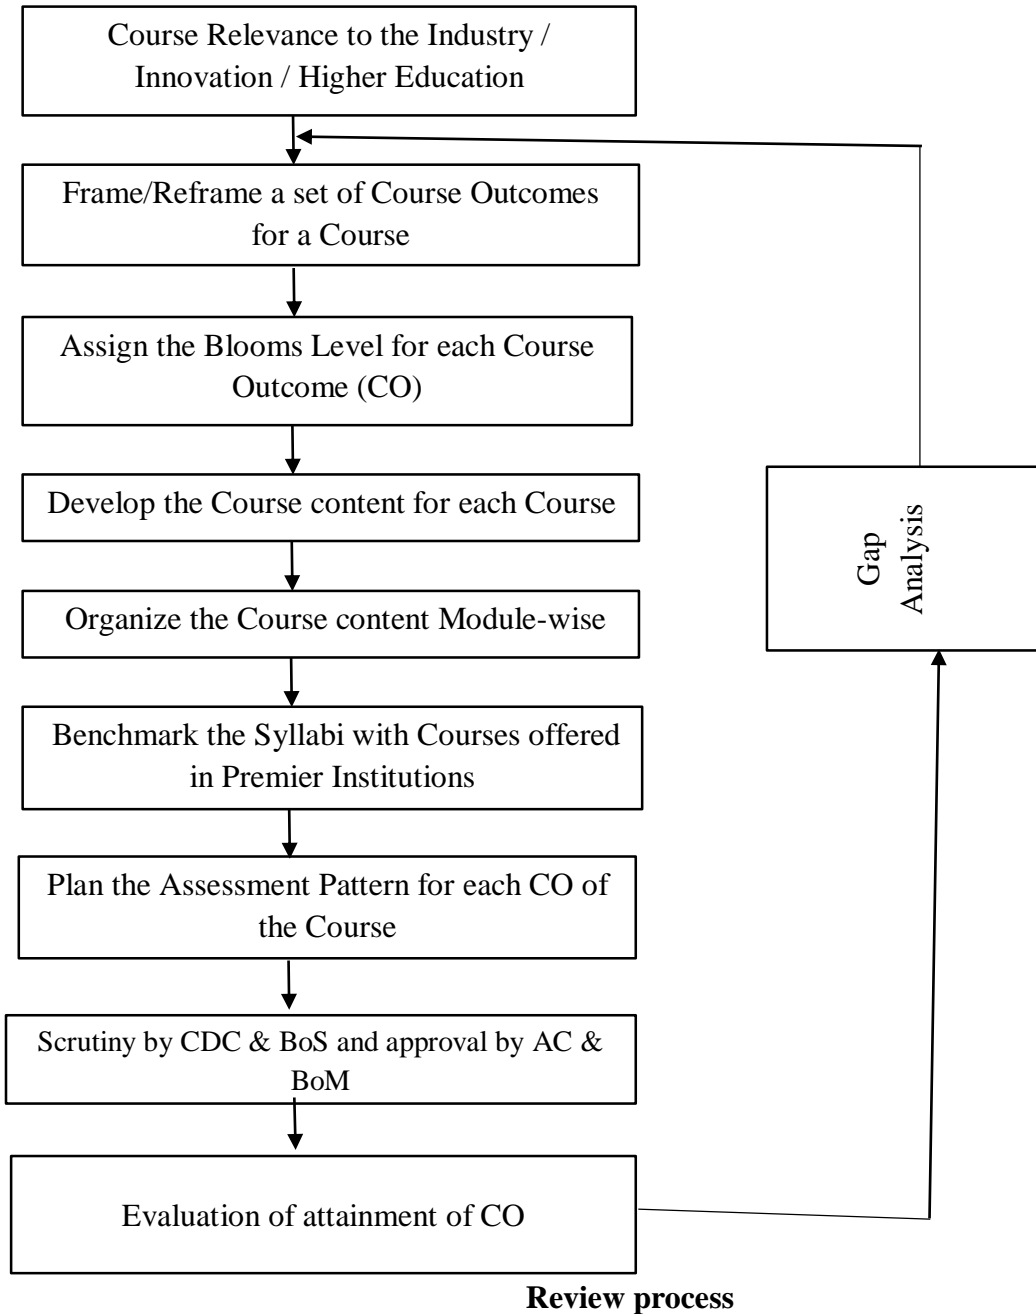 Course Relevance to the Industry /
Innovation / Higher Education
Frame/Reframe a set of Course Outcomes
for a Course
Assign the Blooms Level for each Course
Outcome (CO)
Develop the Course content for each Course
Organize the Course content Module-wise
Benchmark the Syllabi with Courses offered
in Premier Institutions
Plan the Assessment Pattern for each CO of
the Course
Scrutiny by CDC & BoS and approval by AC &
BoM
Evaluation of attainment of CO
Gap
Analysis
Review process